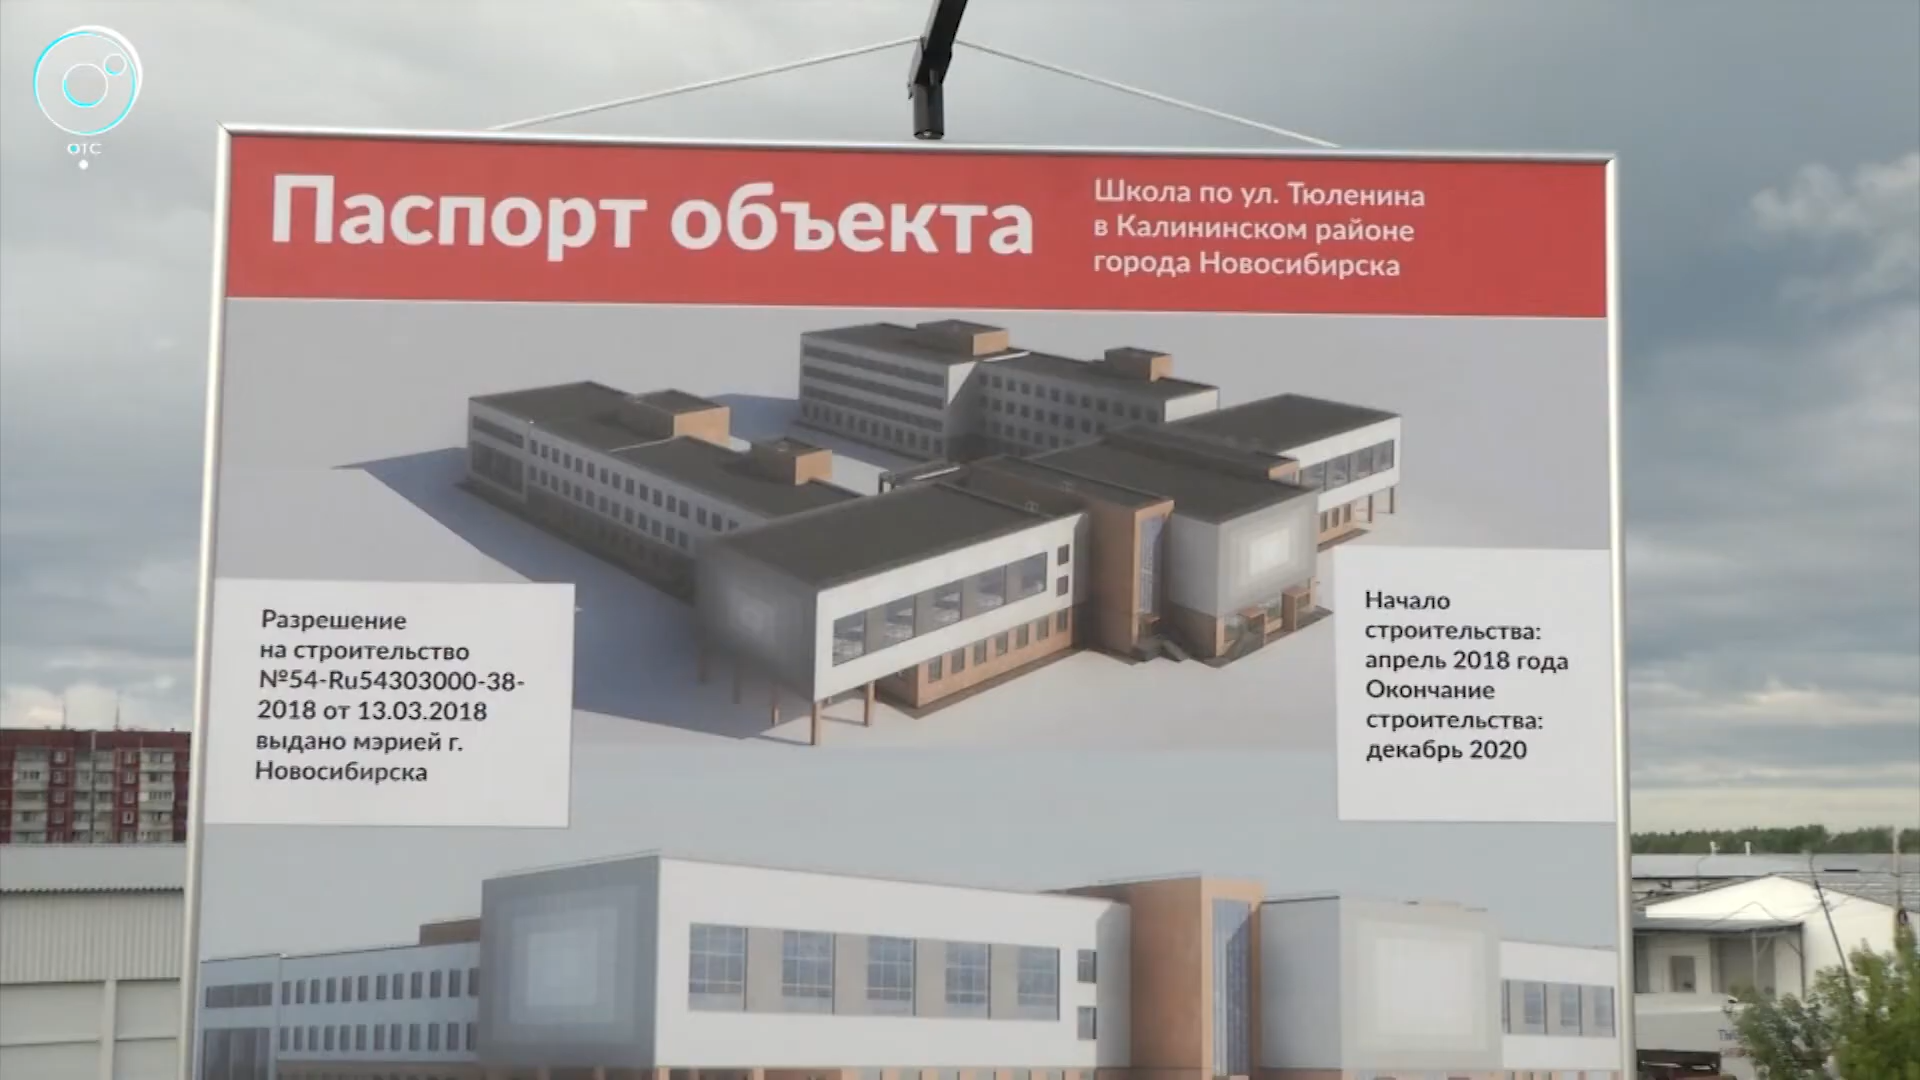 ОТС
Паспорт объекта
Школа по ул. Тюленина
в Калининском районе
города Новосибирска
Разрешение
на строительство
№54-Ru54303000-38-
2018 от 13.03.2018
выдано мэрией г.
Новосибирска
Начало
строительства:
апрель 2018 года
Окончание
строительства:
декабрь 2020